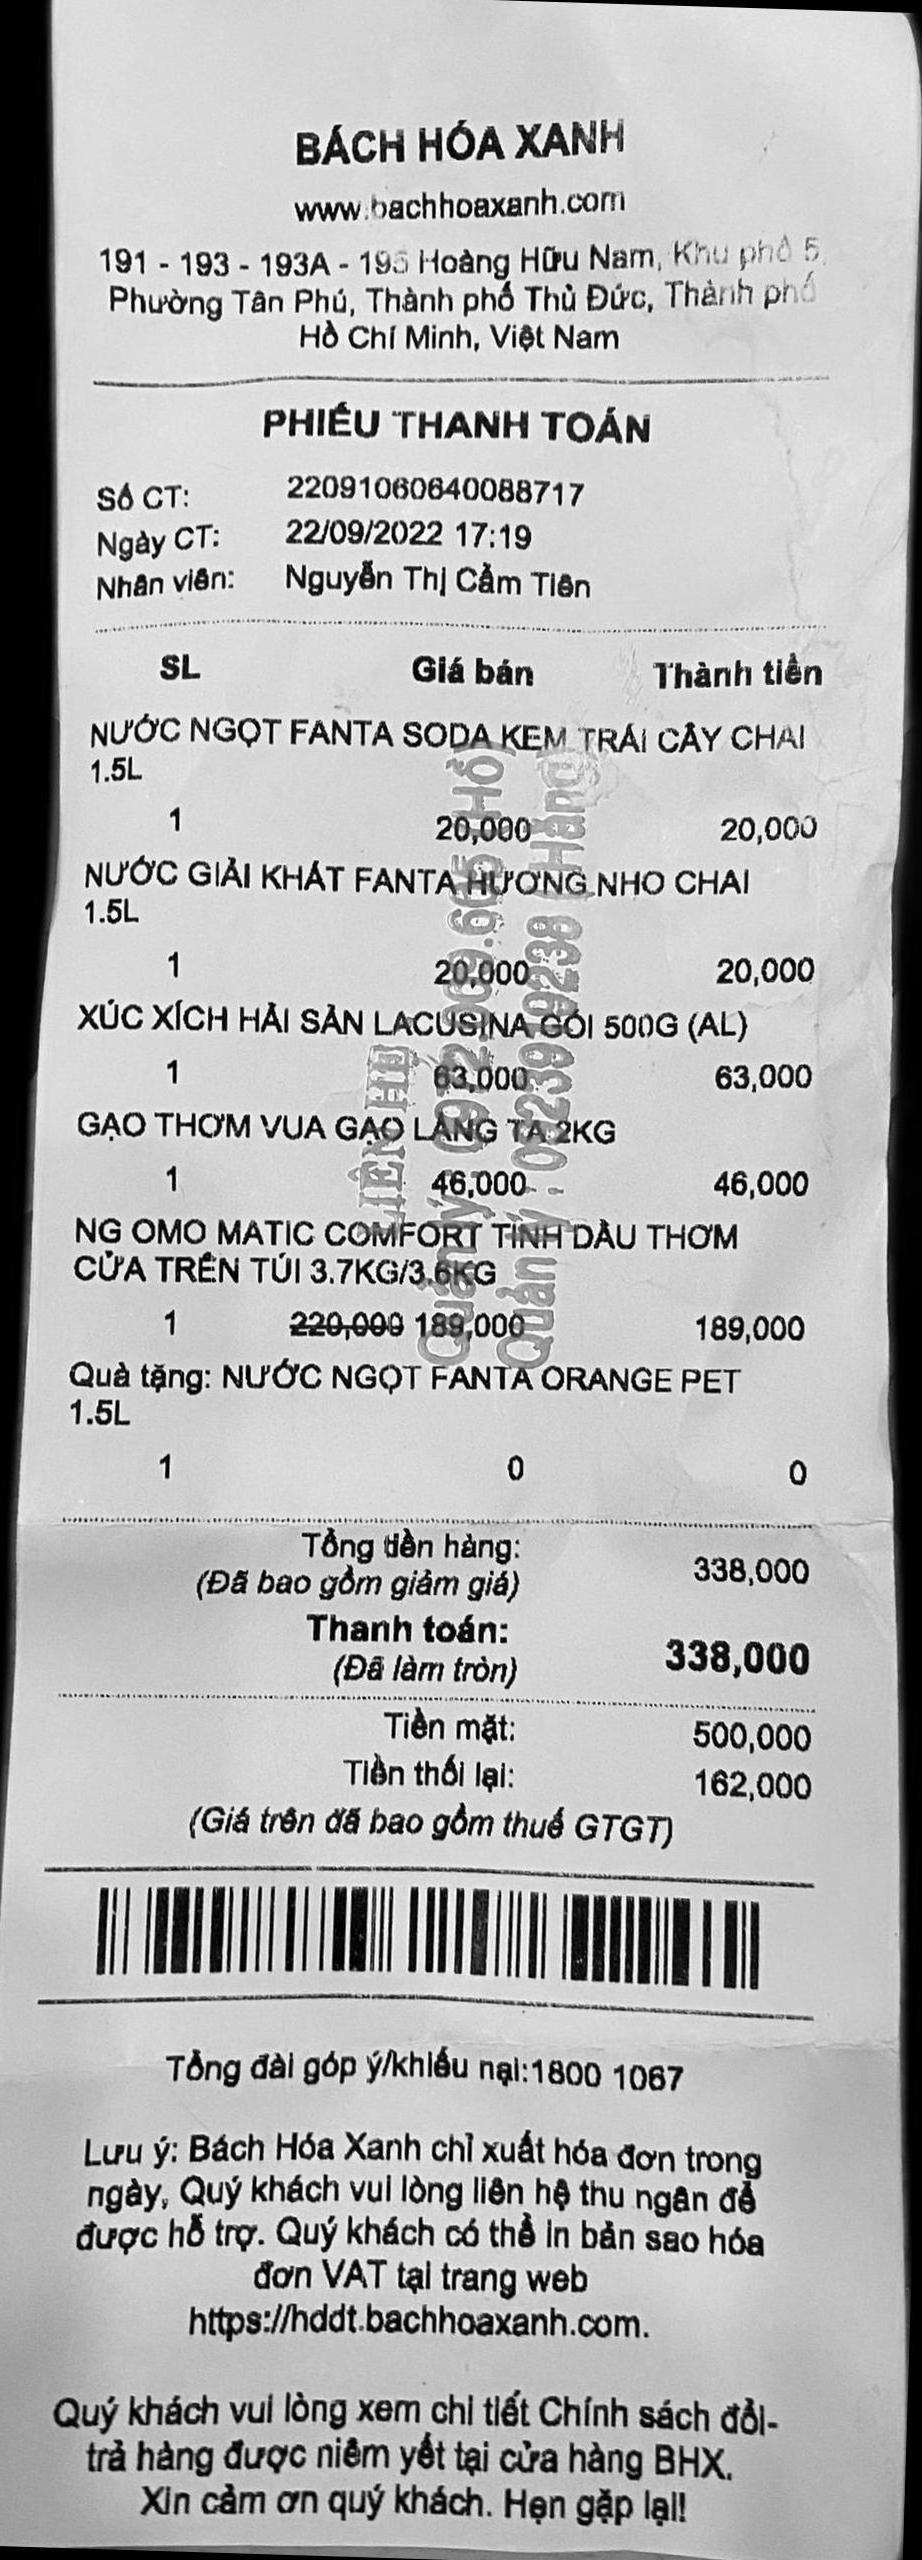 BÁCH HÓA XANH
www.bachhoaxanh.com
191 - 193 - 193A - 195 Hoàng Hữu Nam, Khu phố 5,
Phường Tân Phú, Thành phố Thủ Đức, Thành phố
Hồ Chí Minh, Việt Nam
PHIẾU THANH TOÁN
Số CT: 22091060640088717
Ngày CT: 22/09/2022 17:19
Nhân viên: Nguyễn Thị Cẩm Tiên
SL Giá bán Thành tiền
NƯỚC NGỌT FANTA SODA KEM TRÁI CÂY CHAI
1.5L
1 20,000 20,000
NƯỚC GIẢI KHÁT FANTA HƯƠNG NHO CHAI
1.5L
1 20,000 20,000
XÚC XÍCH HẢI SẢN LACUSINA GÓI 500G (AL)
1 63,000 63,000
GẠO THƠM VUA GẠO LÀNG TA 2KG
1 46,000 46,000
NG OMO MATIC COMFORT TINH DẦU THƠM
CỬA TRÊN TÚI 3.7KG/3.6KG
1 220,000 189,000 189,000
Quà tặng: NƯỚC NGỌT FANTA ORANGE PET
1.5L
1 0 0
Tổng tiền hàng: 338,000
(Đã bao gồm giảm giá)
Thanh toán: 338,000
(Đã làm tròn)
Tiền mặt: 500,000
Tiền thối lại: 162,000
(Giá trên đã bao gồm thuế GTGT)
Tổng đài góp ý/khiếu nại:1800 1067
Lưu ý: Bách Hóa Xanh chỉ xuất hóa đơn trong
ngày, Quý khách vui lòng liên hệ thu ngân để
được hỗ trợ. Quý khách có thể in bản sao hóa
đơn VAT tại trang web
https://hddt.bachhoaxanh.com.
Quý khách vui lòng xem chi tiết Chính sách đổi-
trả hàng được niêm yết tại cửa hàng BHX.
Xin cảm ơn quý khách. Hẹn gặp lại!
LIÊN HỆ
Quản lý
Quản lý : 023919238 (Hằng)